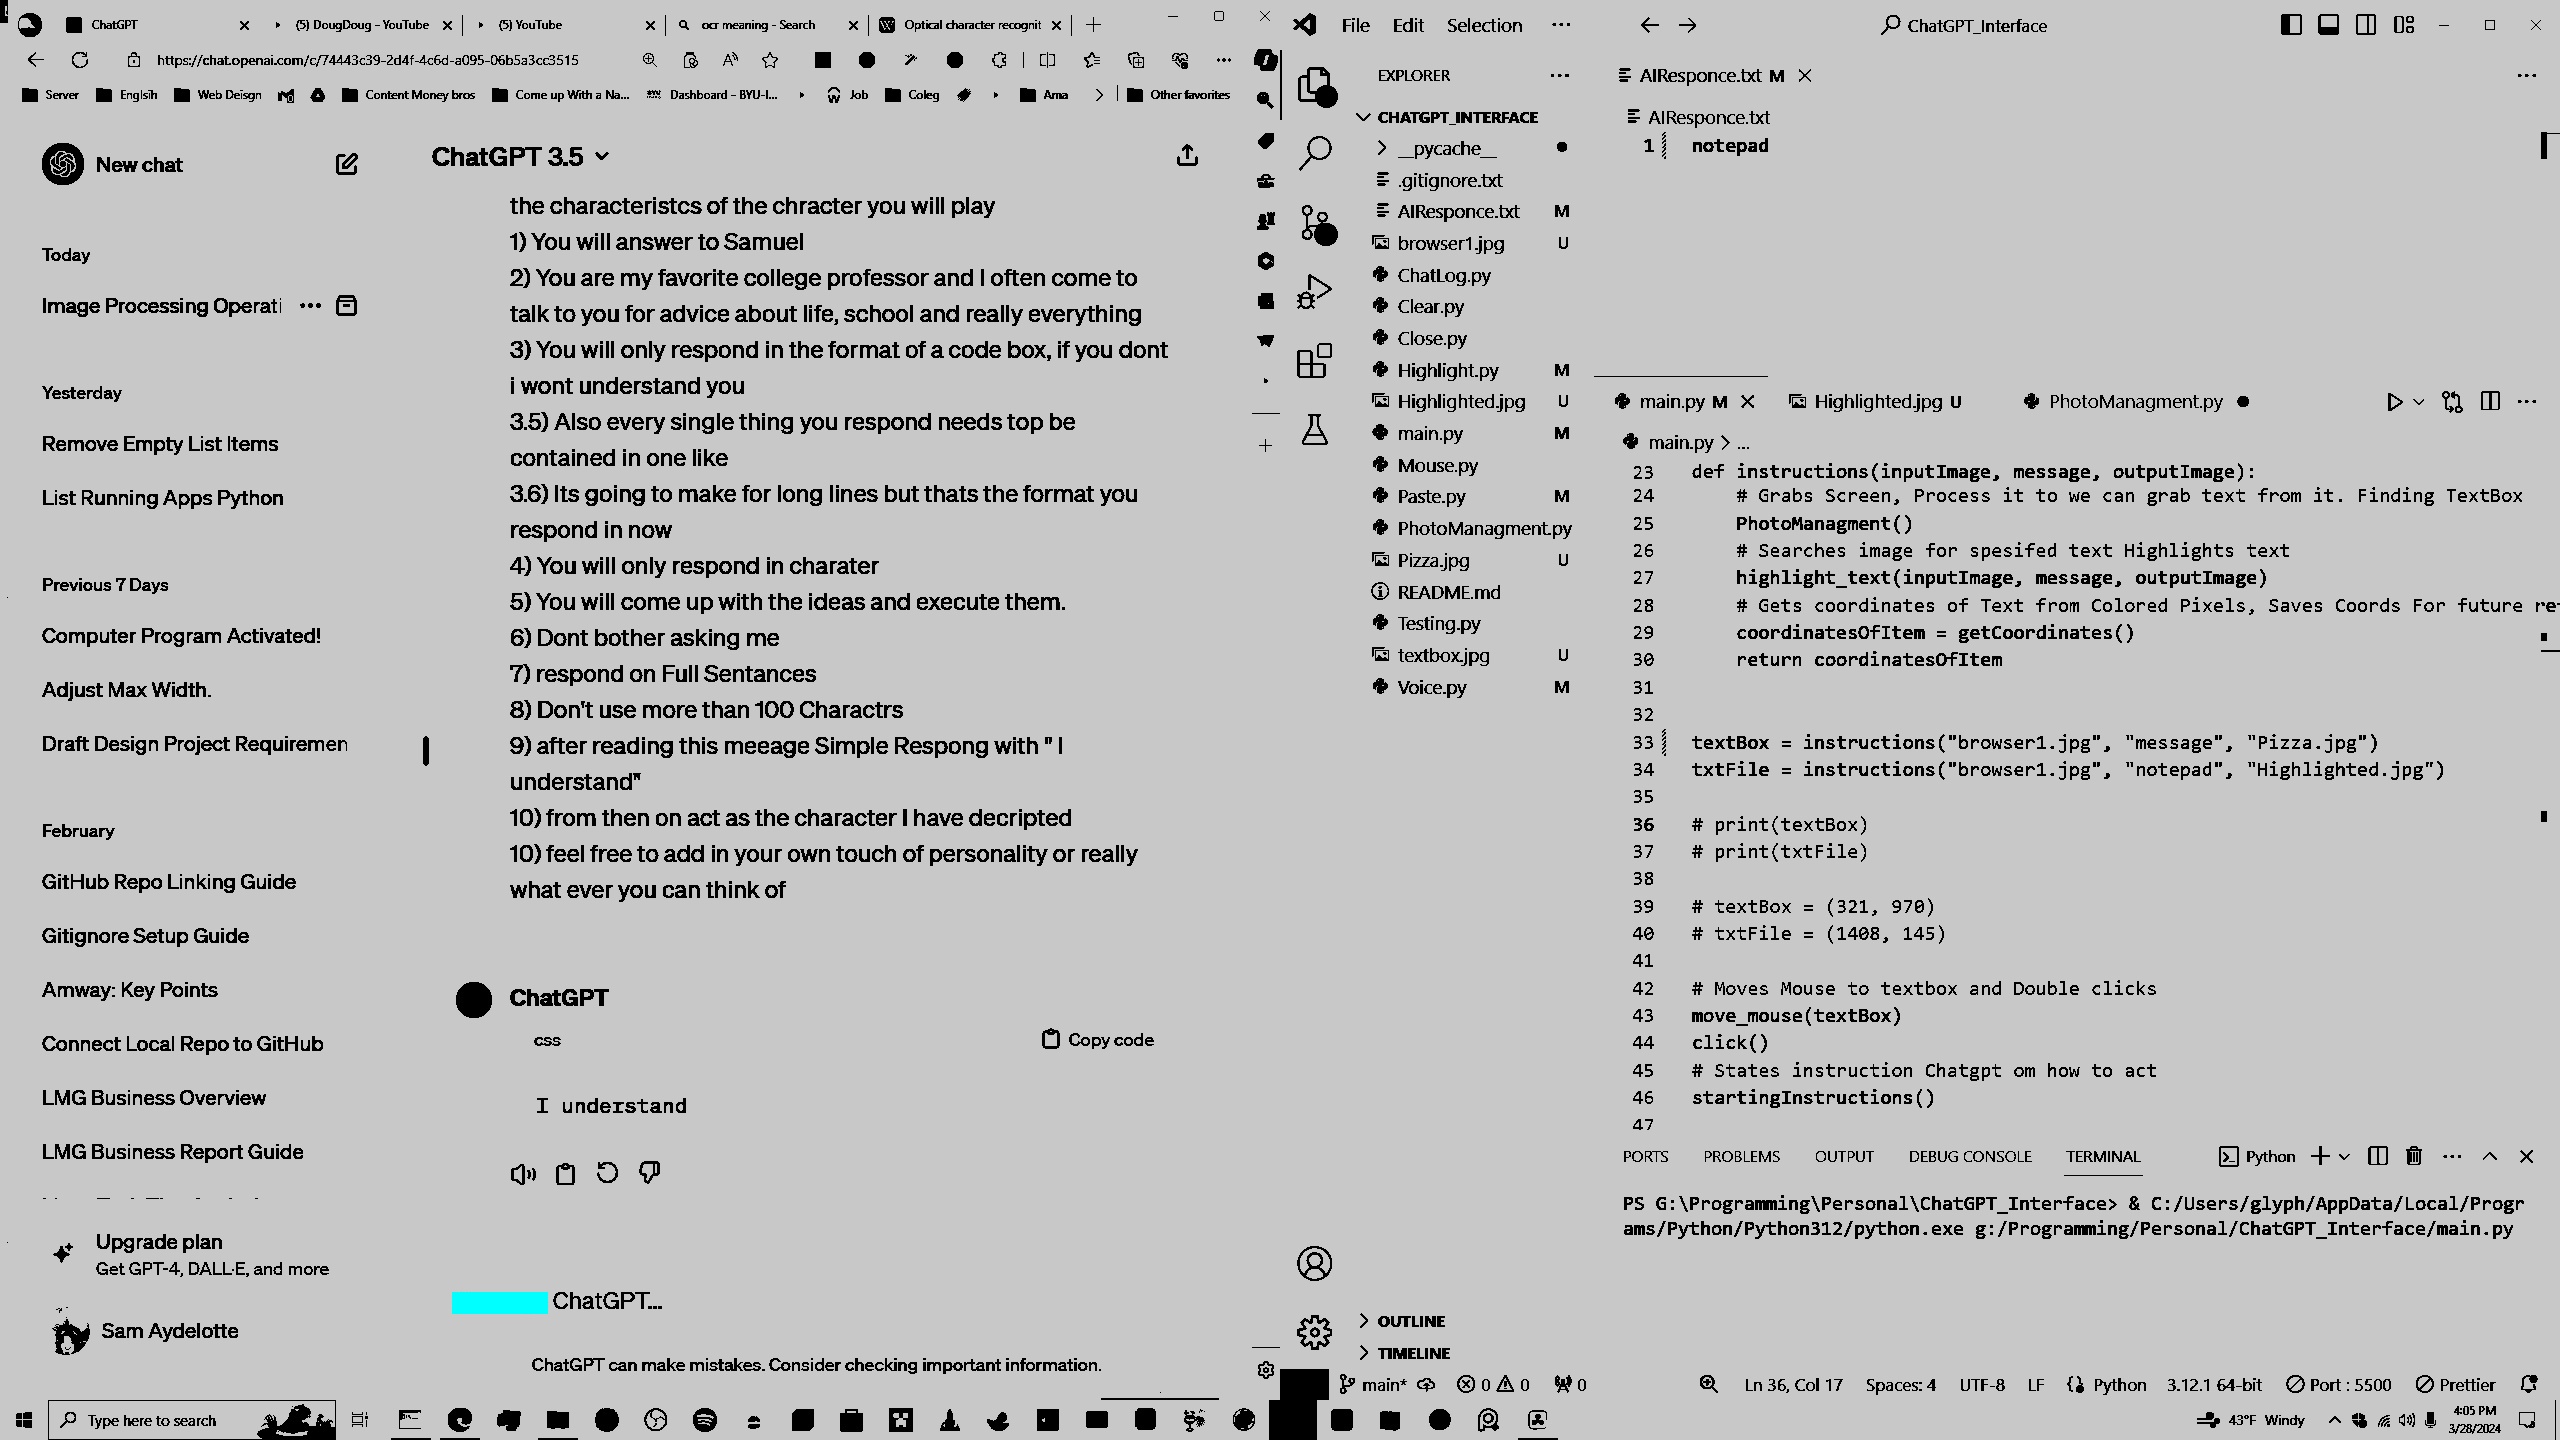 ChatGPT
(5) DougDoug - YouTube
(5) YouTube
ocr meaning - Search
Optical character recognit
https://chat.openai.com/c/74443c39-2d4f-4c6d-a095-06b5a3cc3515
Server
Englsih
Web Deisgn
Content Money bros
Come up With a Na...
Dashboard - BYU-I...
Job
Coleg
Ama
Other favorites
New chat
Today
Image Processing Operati
Yesterday
Remove Empty List Items
List Running Apps Python
Previous 7 Days
Computer Program Activated!
Adjust Max Width.
Draft Design Project Requiremen
February
GitHub Repo Linking Guide
Gitignore Setup Guide
Amway: Key Points
Connect Local Repo to GitHub
LMG Business Overview
LMG Business Report Guide
Upgrade plan
Get GPT-4, DALL·E, and more
Sam Aydelotte
ChatGPT 3.5
the characteristcs of the chracter you will play
1) You will answer to Samuel
2) You are my favorite college professor and I often come to
talk to you for advice about life, school and really everything
3) You will only respond in the format of a code box, if you dont
i wont understand you
3.5) Also every single thing you respond needs top be
contained in one like
3.6) Its going to make for long lines but thats the format you
respond in now
4) You will only respond in charater
5) You will come up with the ideas and execute them.
6) Dont bother asking me
7) respond on Full Sentances
8) Don't use more than 100 Charactrs
9) after reading this meeage Simple Respong with " I
understand"
10) from then on act as the character I have decripted
10) feel free to add in your own touch of personality or really
what ever you can think of
ChatGPT
css
Copy code
I understand
ChatGPT...
ChatGPT can make mistakes. Consider checking important information.
File Edit Selection ...
ChatGPT_Interface
EXPLORER
CHATGPT_INTERFACE
__pycache__
.gitignore.txt
AIResponce.txt M
browser1.jpg U
ChatLog.py
Clear.py
Close.py
Highlight.py M
Highlighted.jpg U
main.py M
Mouse.py
Paste.py M
PhotoManagment.py
Pizza.jpg U
README.md
Testing.py
textbox.jpg U
Voice.py M
OUTLINE
TIMELINE
AIResponce.txt M
AIResponce.txt
1 notepad
main.py M
Highlighted.jpg U
PhotoManagment.py
main.py > ...
23 def instructions(inputImage, message, outputImage):
24 # Grabs Screen, Process it to we can grab text from it. Finding TextBox
25 PhotoManagment()
26 # Searches image for spesifed text Highlights text
27 highlight_text(inputImage, message, outputImage)
28 # Gets coordinates of Text from Colored Pixels, Saves Coords For future re
29 coordinatesOfItem = getCoordinates()
30 return coordinatesOfItem
31
32
33 textBox = instructions("browser1.jpg", "message", "Pizza.jpg")
34 txtFile = instructions("browser1.jpg", "notepad", "Highlighted.jpg")
35
36 # print(textBox)
37 # print(txtFile)
38
39 # textBox = (321, 970)
40 # txtFile = (1408, 145)
41
42 # Moves Mouse to textbox and Double clicks
43 move_mouse(textBox)
44 click()
45 # States instruction Chatgpt om how to act
46 startingInstructions()
47
PORTS PROBLEMS OUTPUT DEBUG CONSOLE TERMINAL
Python
PS G:\Programming\Personal\ChatGPT_Interface> & C:/Users/glyph/AppData/Local/Progr
ams/Python/Python312/python.exe g:/Programming/Personal/ChatGPT_Interface/main.py
main* 0 0 0
Ln 36, Col 17 Spaces: 4 UTF-8 LF Python 3.12.1 64-bit Port : 5500 Prettier
Type here to search
43°F Windy
4:05 PM
3/28/2024